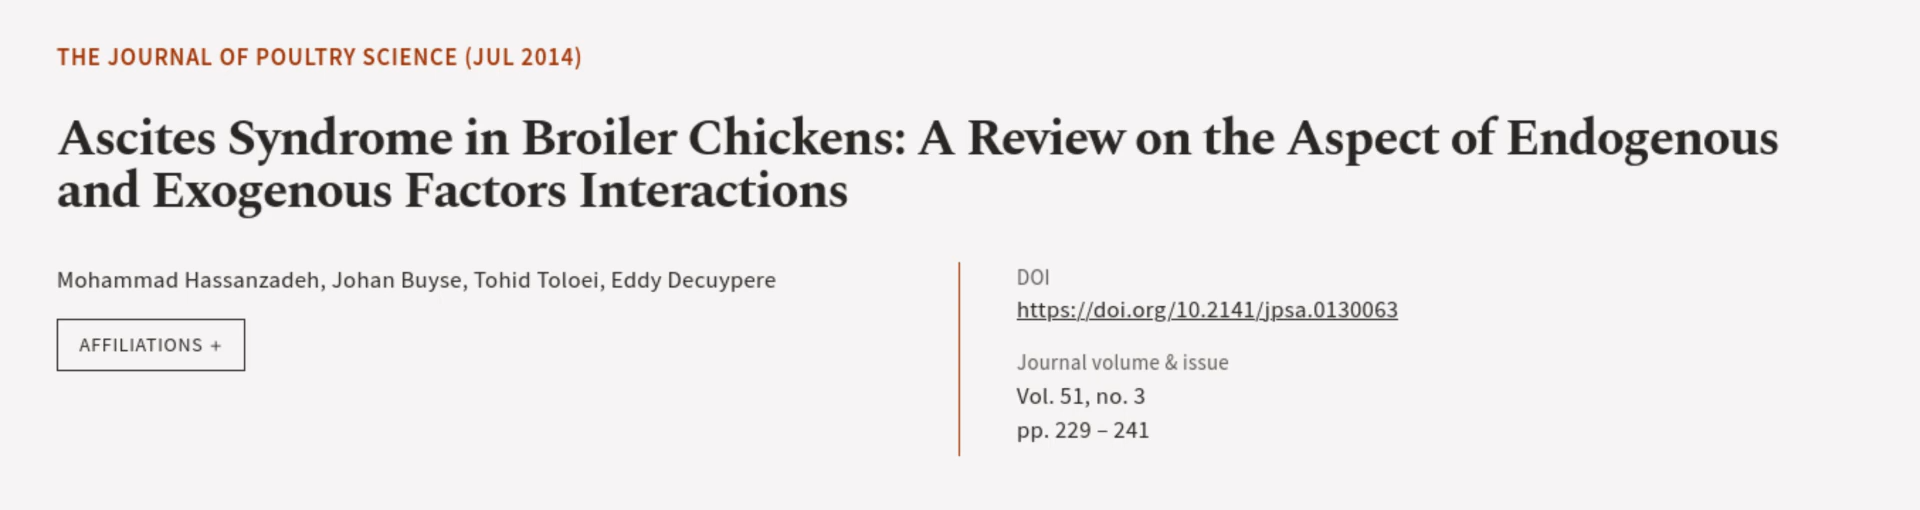 THE JOURNAL OF POULTRY SCIENCE (JUL 2014)
Ascites Syndrome in Broiler Chickens: A Review on the Aspect of Endogenous
and Exogenous Factors Interactions
Mohammad Hassanzadeh, Johan Buyse, Tohid Toloei, Eddy Decuypere
AFFILIATIONS +
DOI
https://doi.org/10.2141/jpsa.0130063
Journal volume & issue
Vol. 51, no. 3
pp. 229 – 241